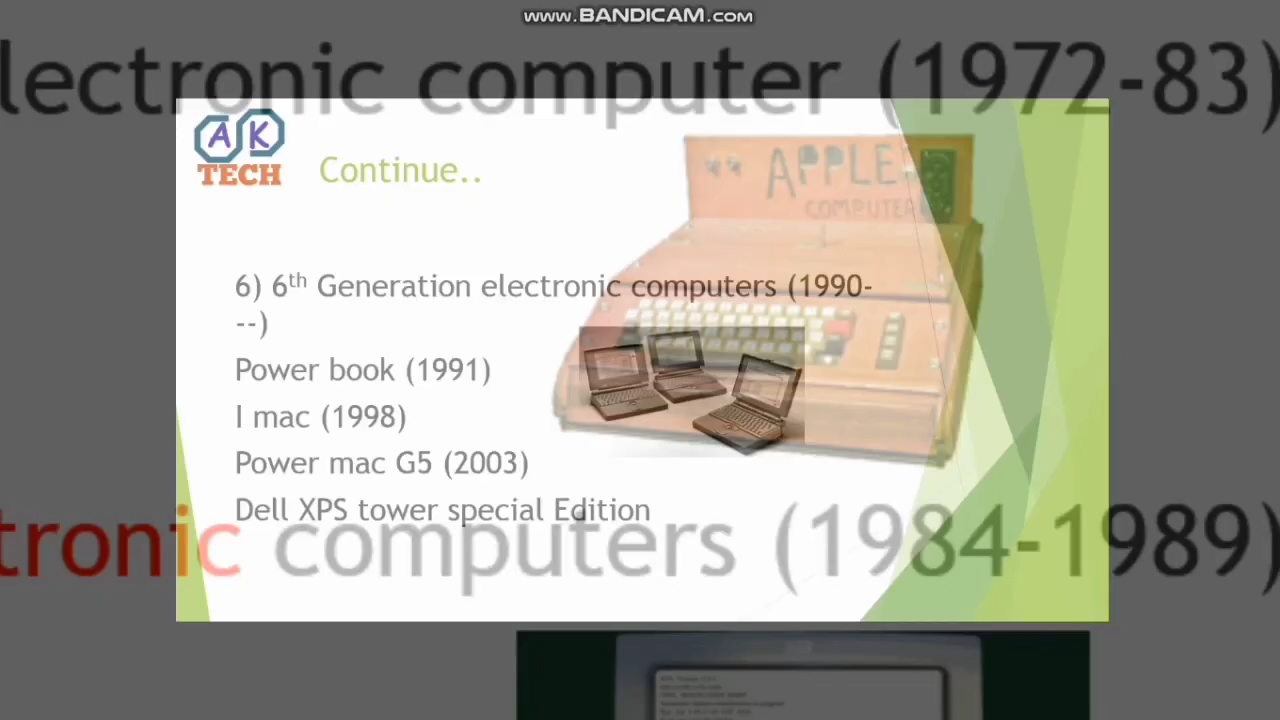 www.BANDICAM.com
lectronic computer (1972-83)
AK
TECH
Continue..
APPLE
COMPUTER
6) 6th Generation electronic computers (1990-
--)
Power book (1991)
I mac (1998)
Power mac G5 (2003)
Dell XPS tower special Edition
tronic computers (1984-1989)